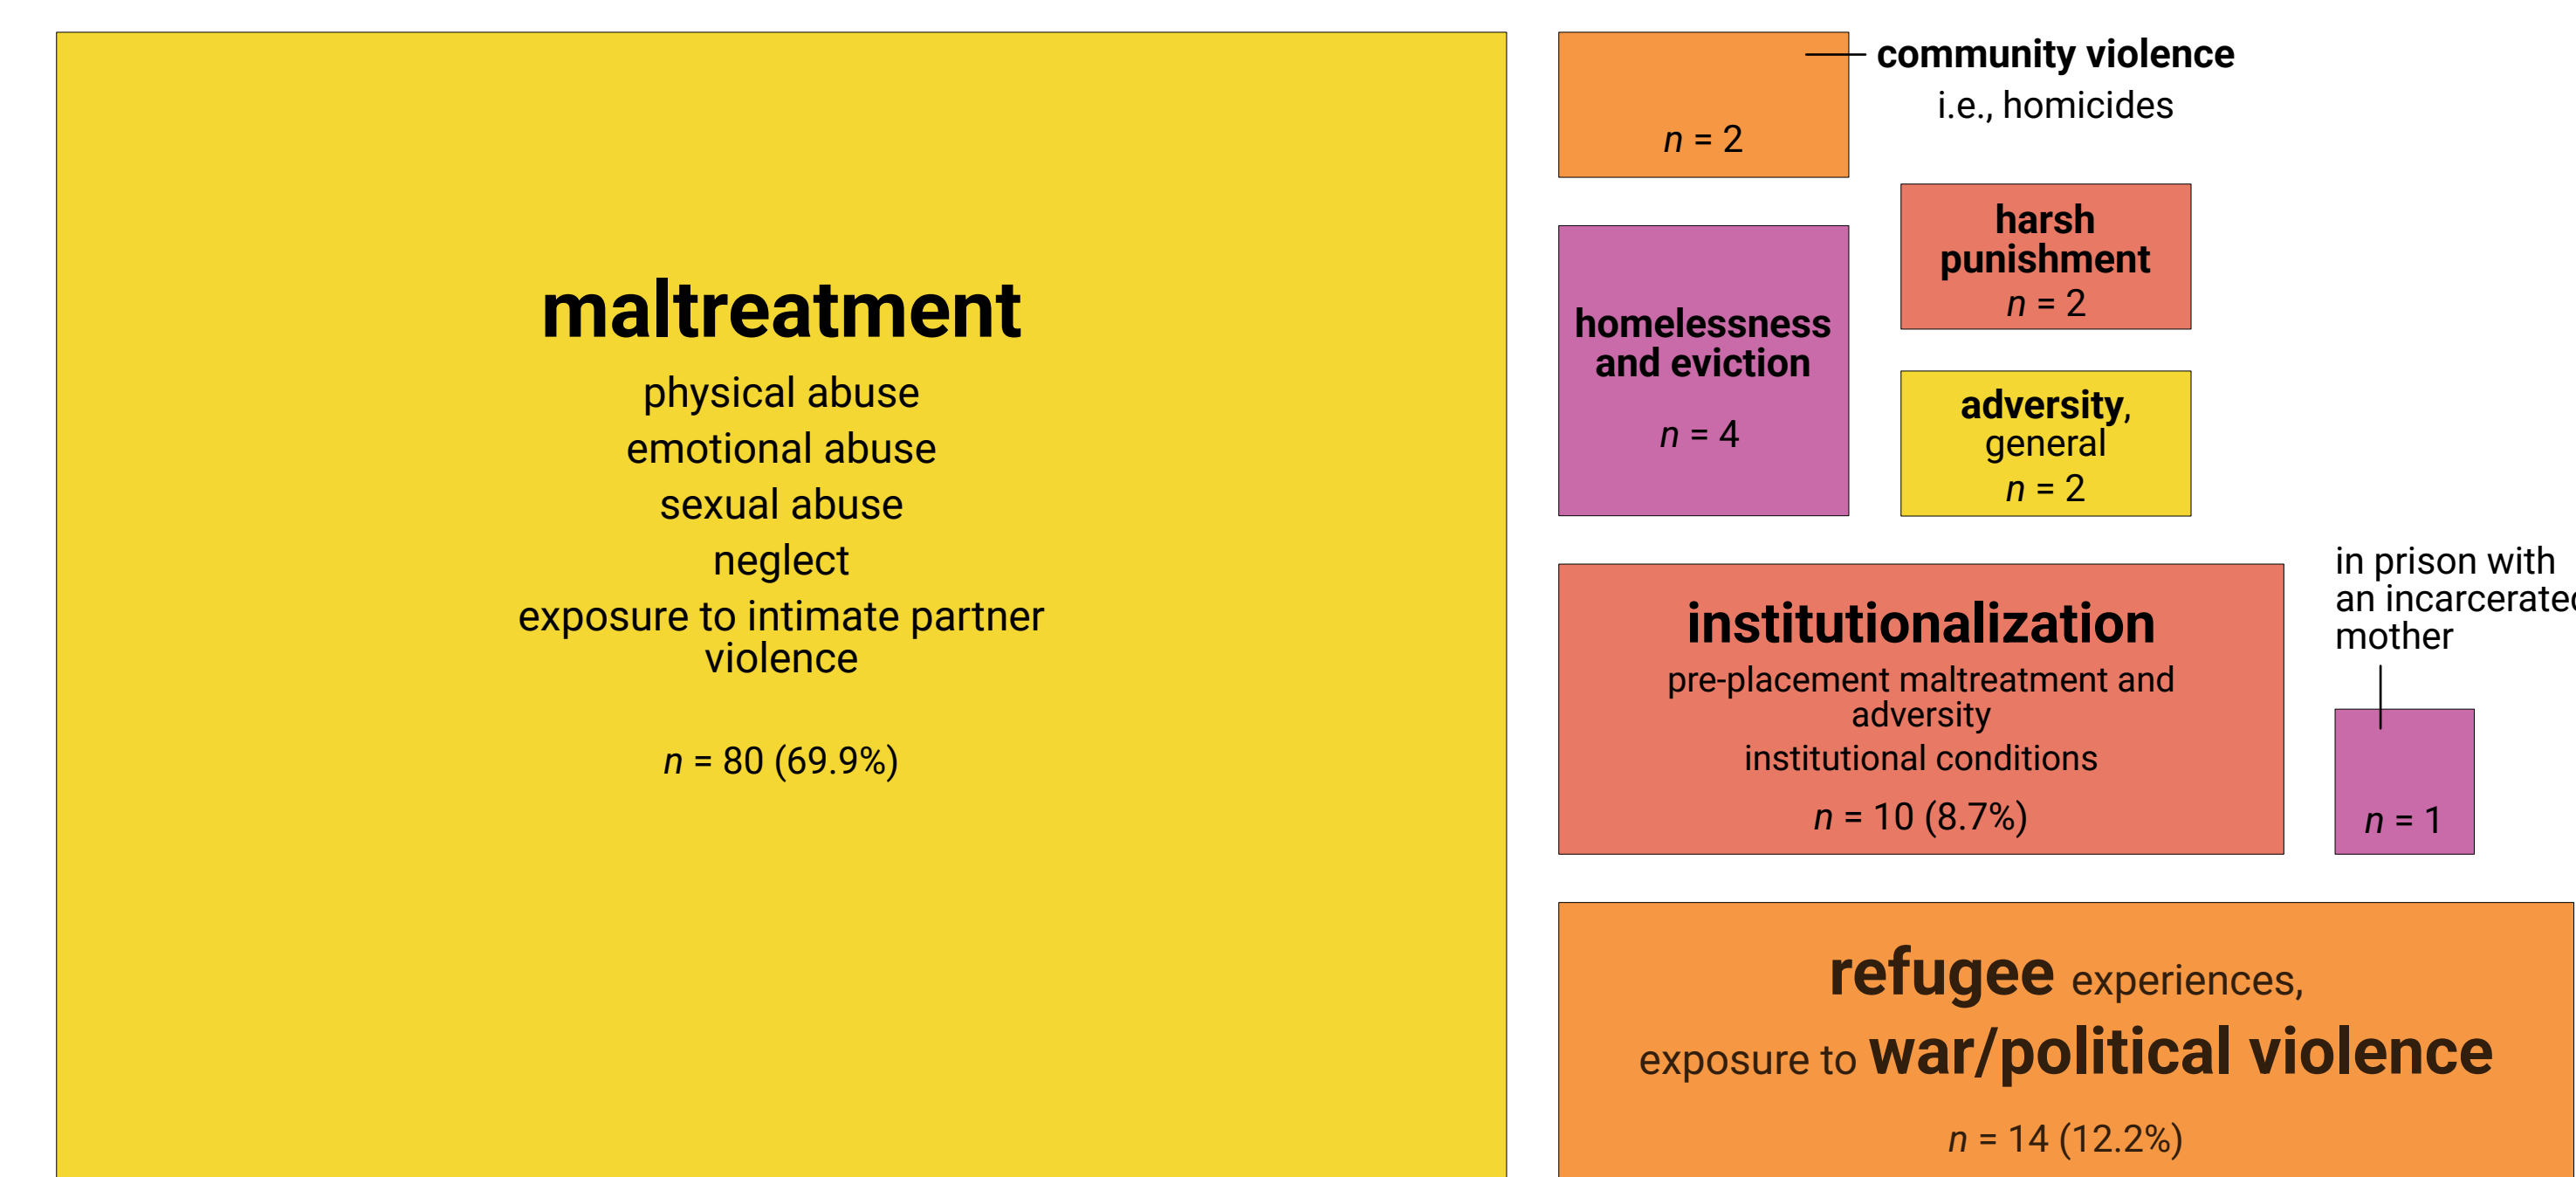 maltreatment
physical abuse
emotional abuse
sexual abuse
neglect
exposure to intimate partner
violence
n = 80 (69.9%)
community violence
i.e., homicides
n = 2
harsh
punishment
n = 2
homelessness
and eviction
n = 4
adversity,
general
n = 2
in prison with
an incarcerated
mother
n = 1
institutionalization
pre-placement maltreatment and
adversity
institutional conditions
n = 10 (8.7%)
refugee experiences,
exposure to war/political violence
n = 14 (12.2%)